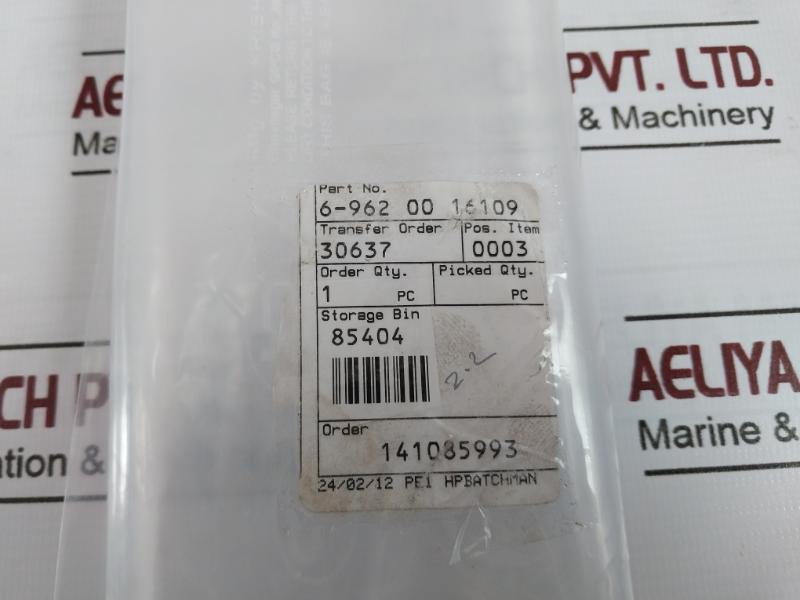 PVT. LTD.
& Machinery
AE
Ma
Part No.
6-962 00 16109
Transfer Order Pos. Item
30637 0003
Order Qty. Picked Qty.
1 PC PC
Storage Bin
85404
2-2
Order
141085993
24/02/12 PE1 HPBATCHMAN
CH P
ation &
AELIYA
Marine &